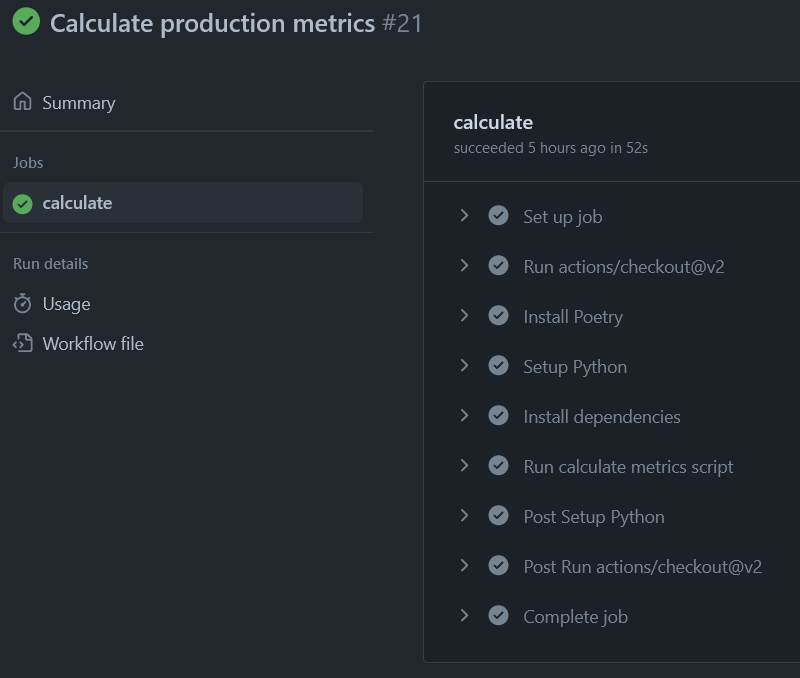 Calculate production metrics #21
Summary
Jobs
calculate
Run details
Usage
Workflow file
calculate
succeeded 5 hours ago in 52s
Set up job
Run actions/checkout@v2
Install Poetry
Setup Python
Install dependencies
Run calculate metrics script
Post Setup Python
Post Run actions/checkout@v2
Complete job